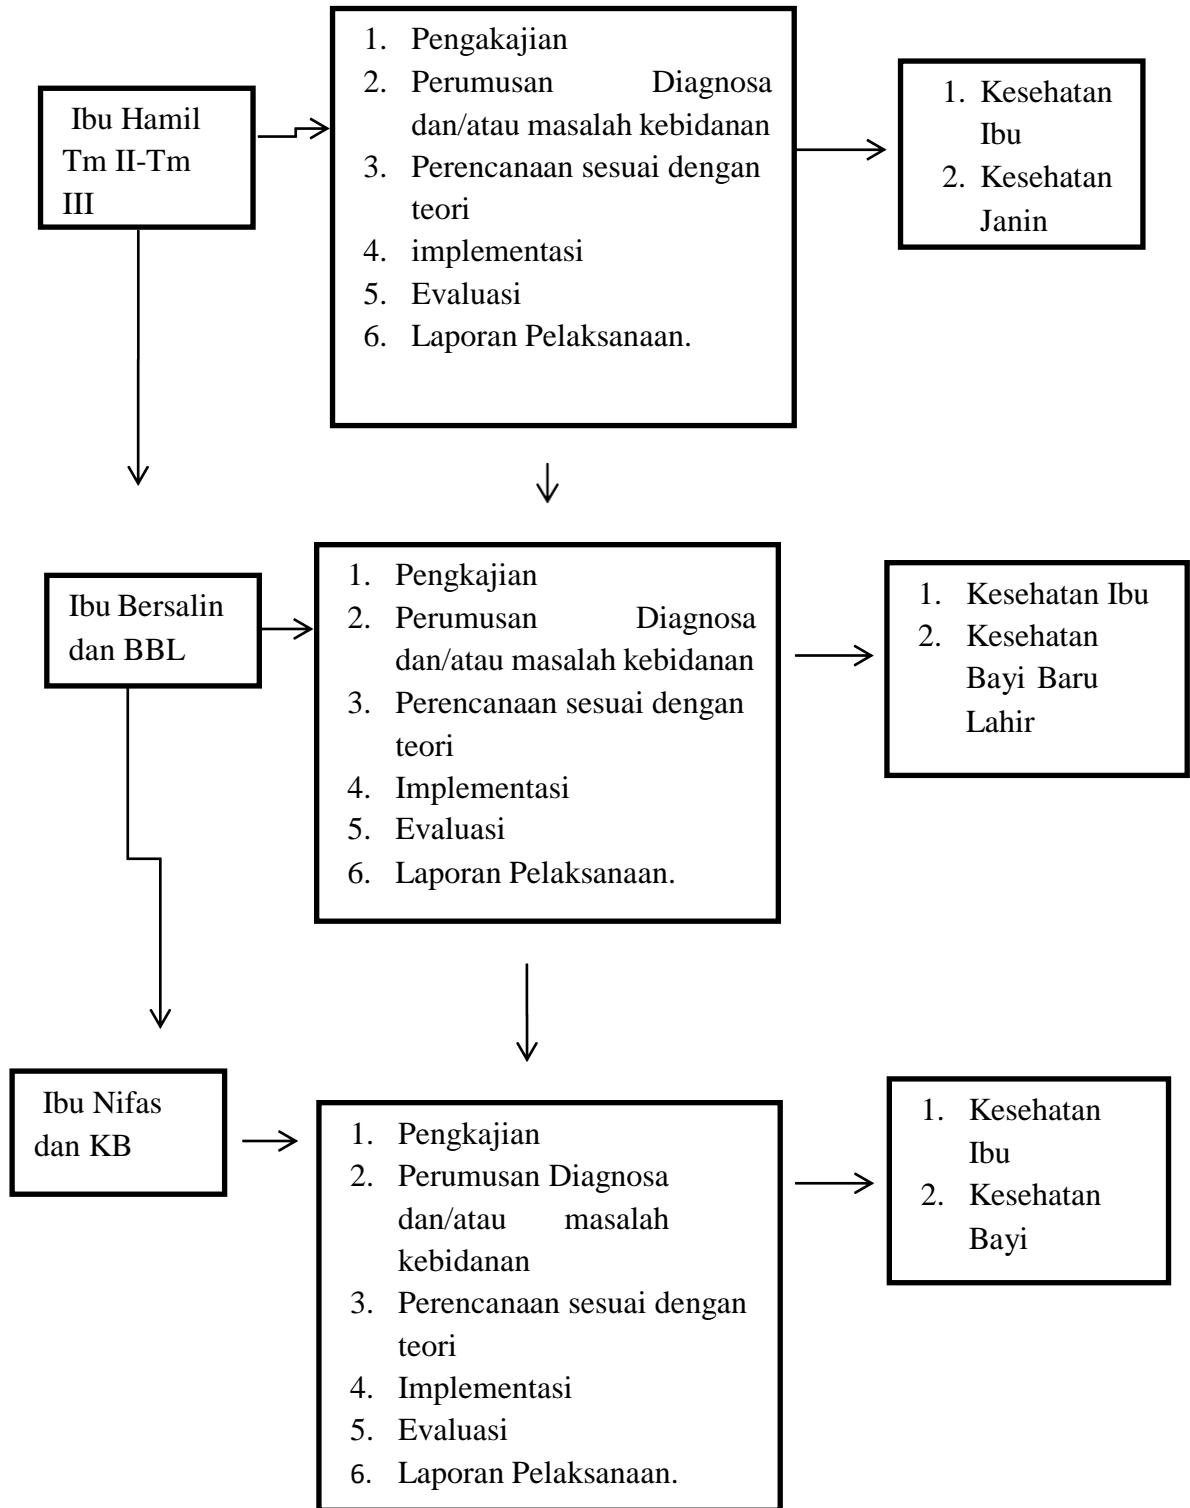 Ibu Hamil
Tm II-Tm
III
1. Pengakajian
2. Perumusan Diagnosa
dan/atau masalah kebidanan
3. Perencanaan sesuai dengan
teori
4. implementasi
5. Evaluasi
6. Laporan Pelaksanaan.
1. Kesehatan
Ibu
2. Kesehatan
Janin
Ibu Bersalin
dan BBL
1. Pengkajian
2. Perumusan Diagnosa
dan/atau masalah kebidanan
3. Perencanaan sesuai dengan
teori
4. Implementasi
5. Evaluasi
6. Laporan Pelaksanaan.
1. Kesehatan Ibu
2. Kesehatan
Bayi Baru
Lahir
Ibu Nifas
dan KB
1. Pengkajian
2. Perumusan Diagnosa
dan/atau masalah
kebidanan
3. Perencanaan sesuai dengan
teori
4. Implementasi
5. Evaluasi
6. Laporan Pelaksanaan.
1. Kesehatan
Ibu
2. Kesehatan
Bayi